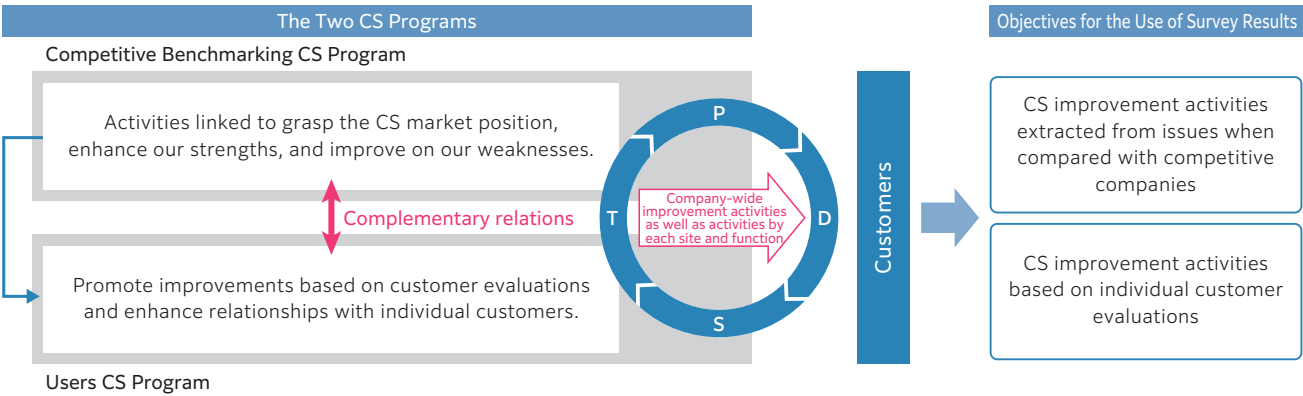 The Two CS Programs
Objectives for the Use of Survey Results
Competitive Benchmarking CS Program
Activities linked to grasp the CS market position,
enhance our strengths, and improve on our weaknesses.
Complementary relations
Promote improvements based on customer evaluations
and enhance relationships with individual customers.
Users CS Program
P
D
S
T
Company-wide
improvement activities
as well as activities by
each site and function
Customers
CS improvement activities
extracted from issues when
compared with competitive
companies
CS improvement activities
based on individual customer
evaluations